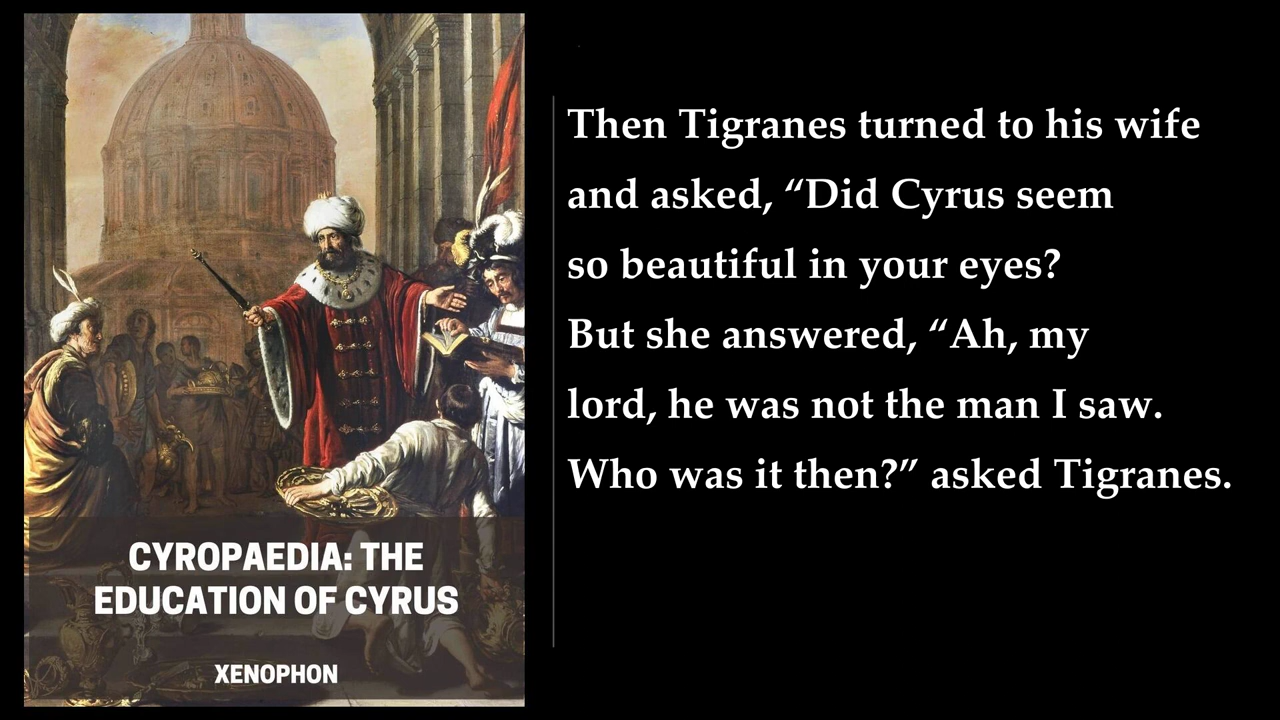 CYROPAEDIA: THE
EDUCATION OF CYRUS
XENOPHON
Then Tigranes turned to his wife
and asked, “Did Cyrus seem
so beautiful in your eyes?
But she answered, “Ah, my
lord, he was not the man I saw.
Who was it then?” asked Tigranes.